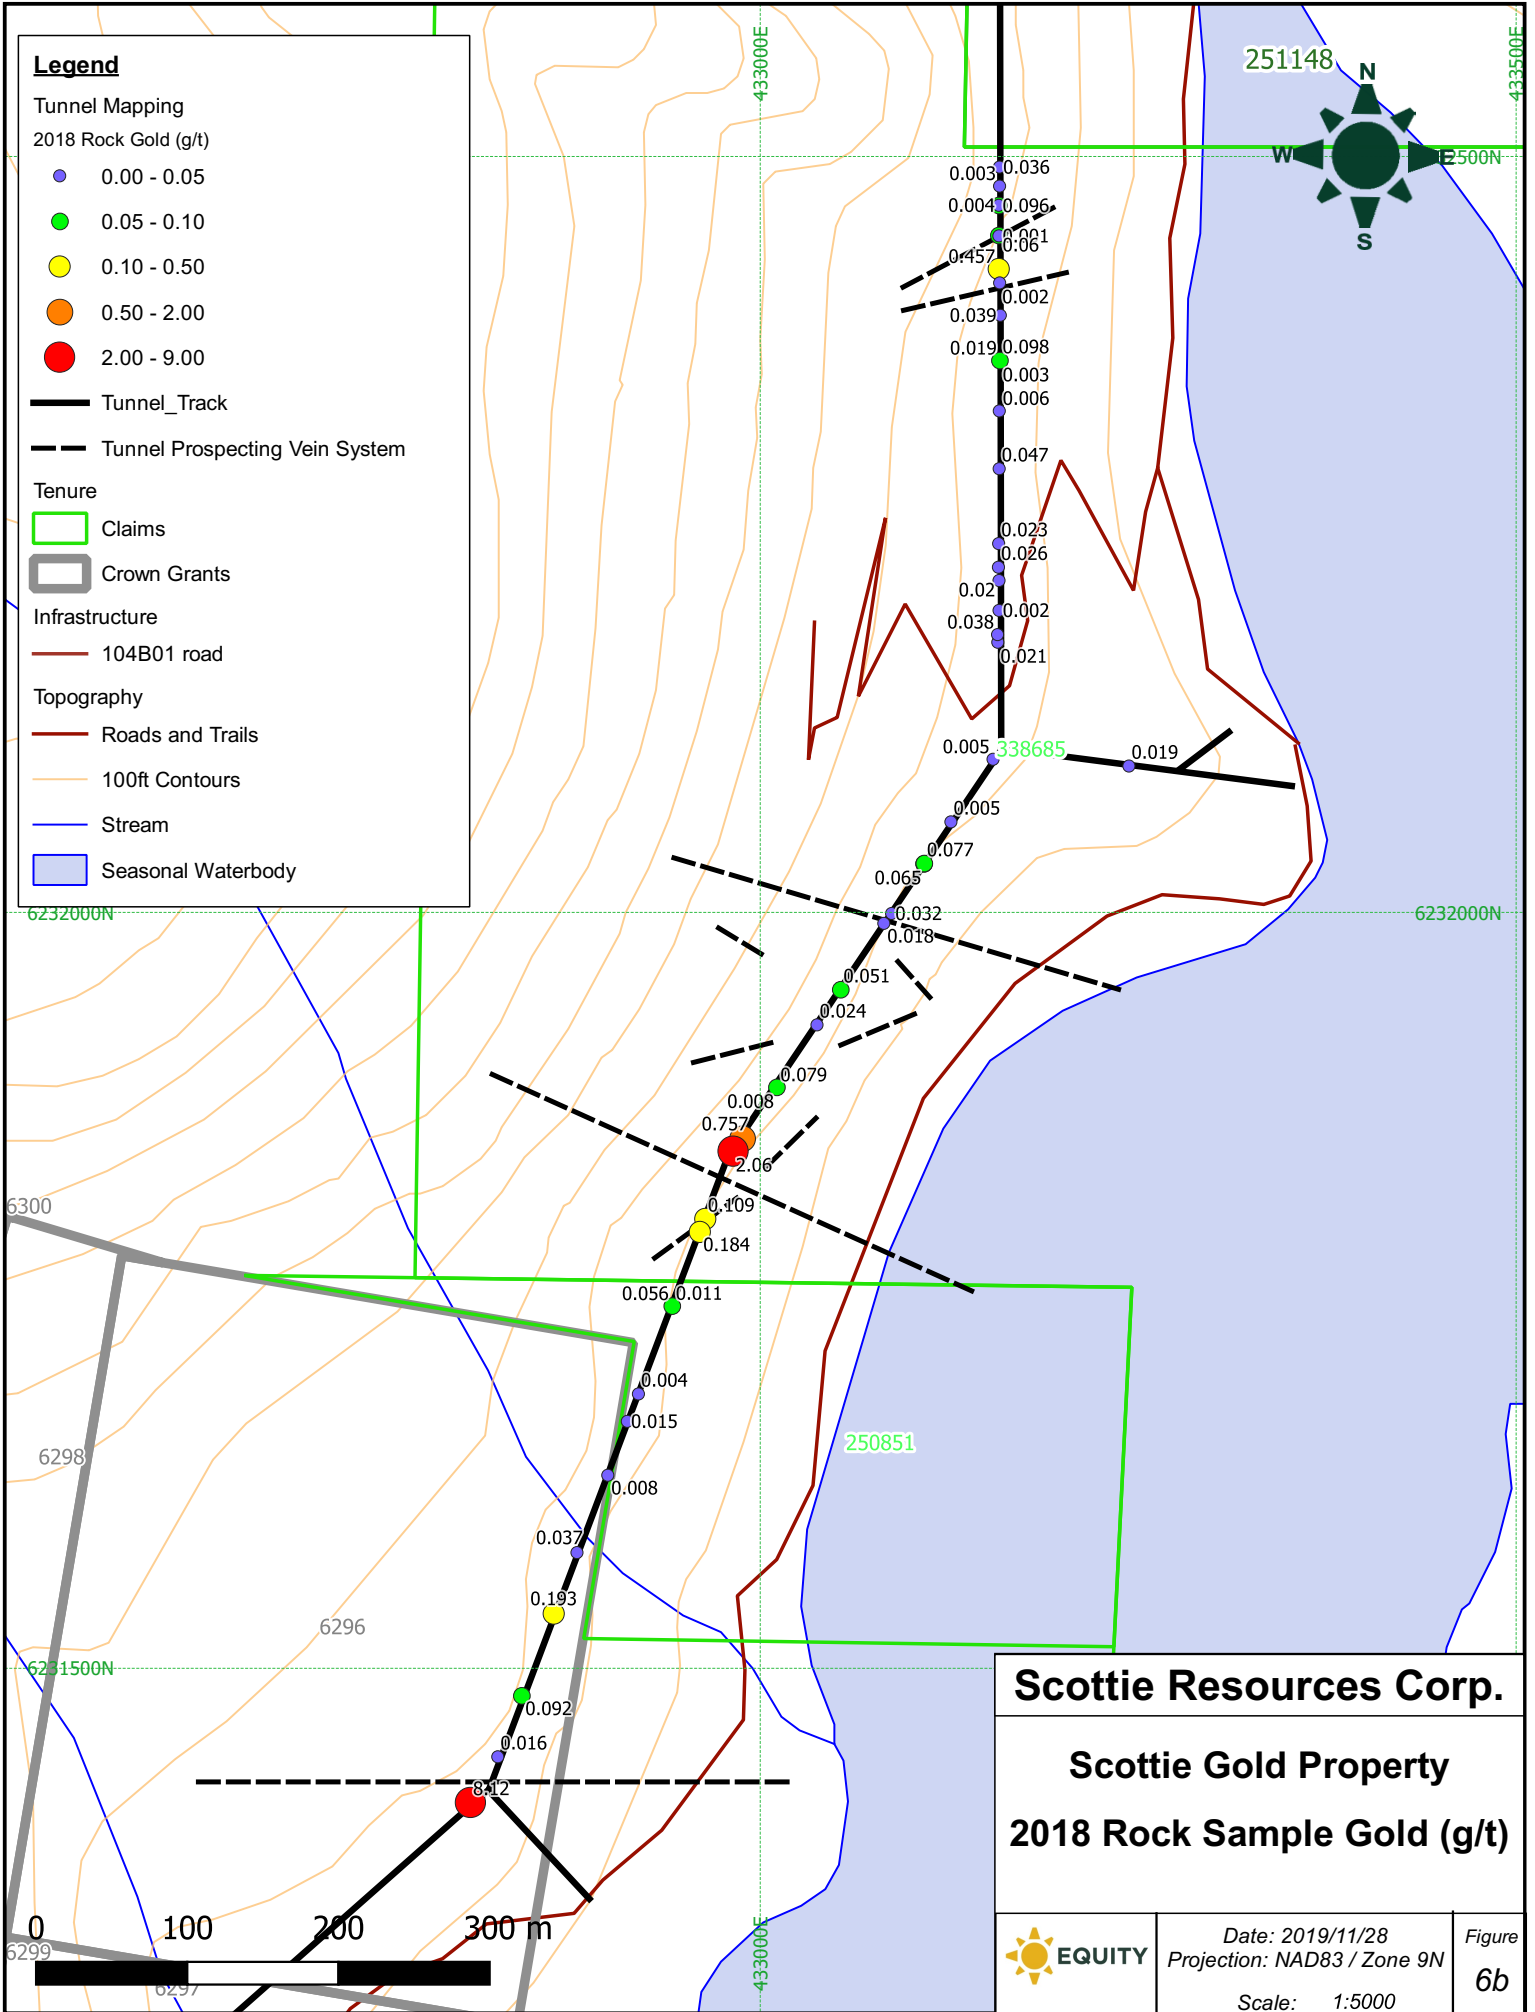 Legend
Tunnel Mapping
2018 Rock Gold (g/t)
0.00 - 0.05
0.05 - 0.10
0.10 - 0.50
0.50 - 2.00
2.00 - 9.00
Tunnel_Track
Tunnel Prospecting Vein System
Tenure
Claims
Crown Grants
Infrastructure
104B01 road
Topography
Roads and Trails
100ft Contours
Stream
Seasonal Waterbody
433000E
433500E
251148
N
W
E
S
2500N
0.003
0.036
0.004
0.096
0.001
0.06
0.457
0.002
0.039
0.019
0.098
0.003
0.006
0.047
0.023
0.026
0.02
0.002
0.038
0.021
0.005
338685
0.019
0.005
0.077
0.065
6232000N
0.032
6232000N
0.018
0.051
0.024
0.079
0.008
0.757
2.06
0.109
6300
0.184
0.056
0.011
0.004
0.015
250851
6298
0.008
0.037
0.193
6296
6231500N
0.092
0.016
8.12
0
100
200
300 m
6299
6297
433000E
Scottie Resources Corp.
Scottie Gold Property
2018 Rock Sample Gold (g/t)
EQUITY
Date: 2019/11/28
Projection: NAD83 / Zone 9N
Scale: 1:5000
Figure
6b